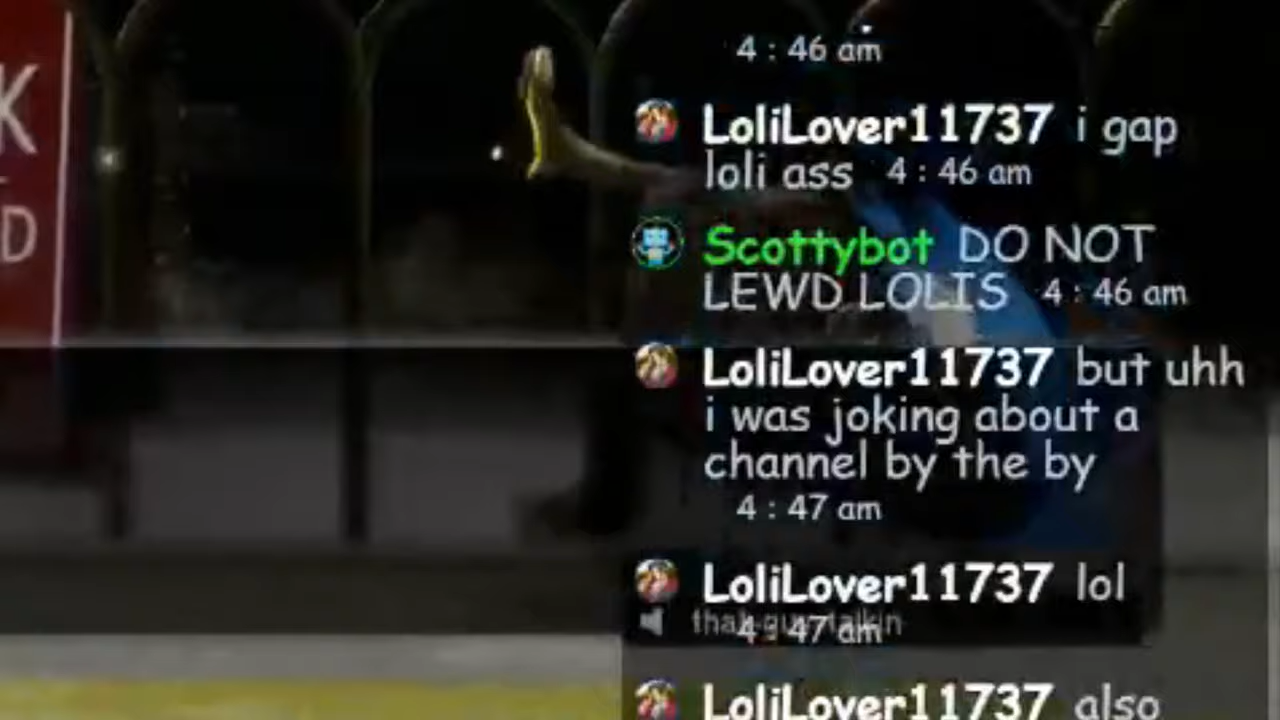 K
D
4 : 46 am
LoliLover11737 i gap
loli ass 4 : 46 am
Scottybot DO NOT
LEWD LOLIS 4 : 46 am
LoliLover11737 but uhh
i was joking about a
channel by the by
4 : 47 am
LoliLover11737 lol
talkin
4 : 47 am
LoliLover11737 also